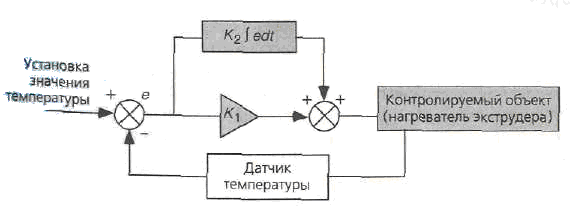 K₂ ∫ edt
Установка
значения
температуры
+
e
−
K₁
+
+
Контролируемый объект
(нагреватель экструдера)
Датчик
температуры